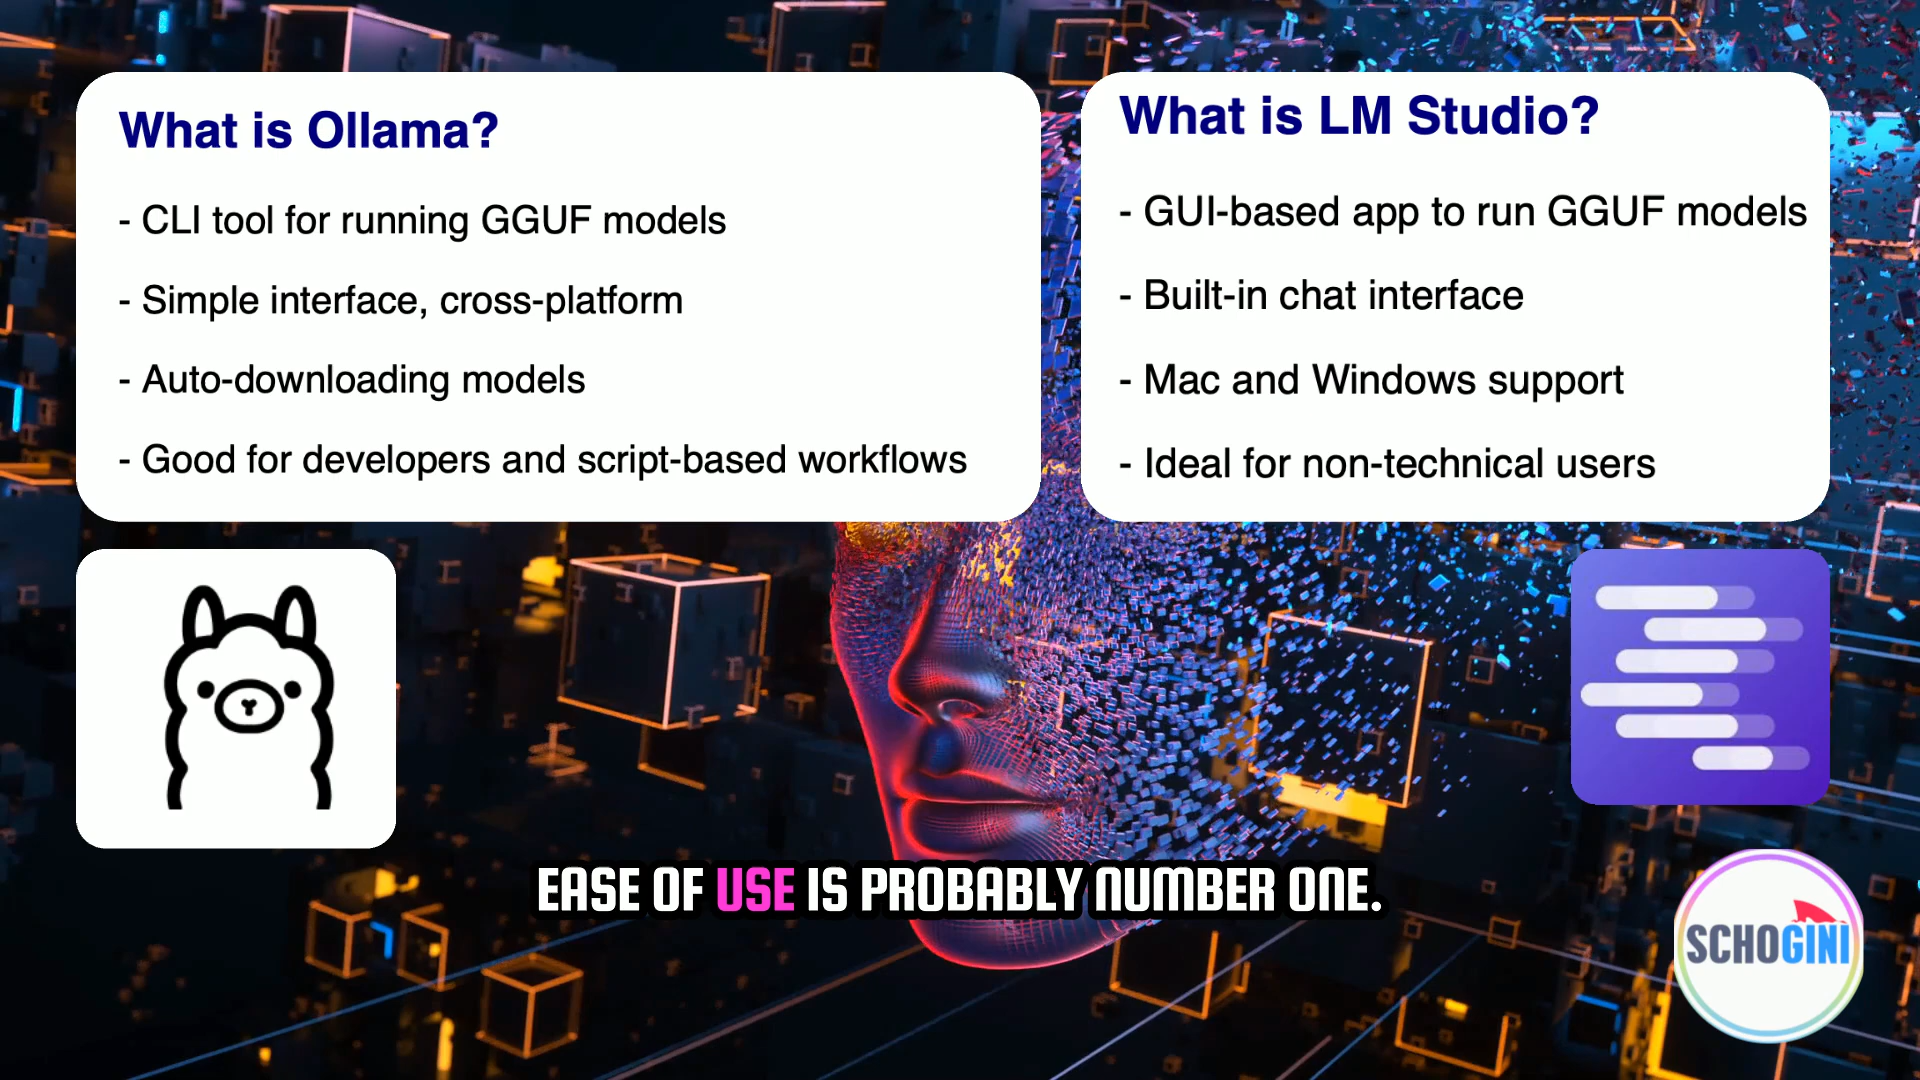 What is Ollama?
- CLI tool for running GGUF models
- Simple interface, cross-platform
- Auto-downloading models
- Good for developers and script-based workflows
What is LM Studio?
- GUI-based app to run GGUF models
- Built-in chat interface
- Mac and Windows support
- Ideal for non-technical users
EASE OF USE IS PROBABLY NUMBER ONE.
SCHOGINI